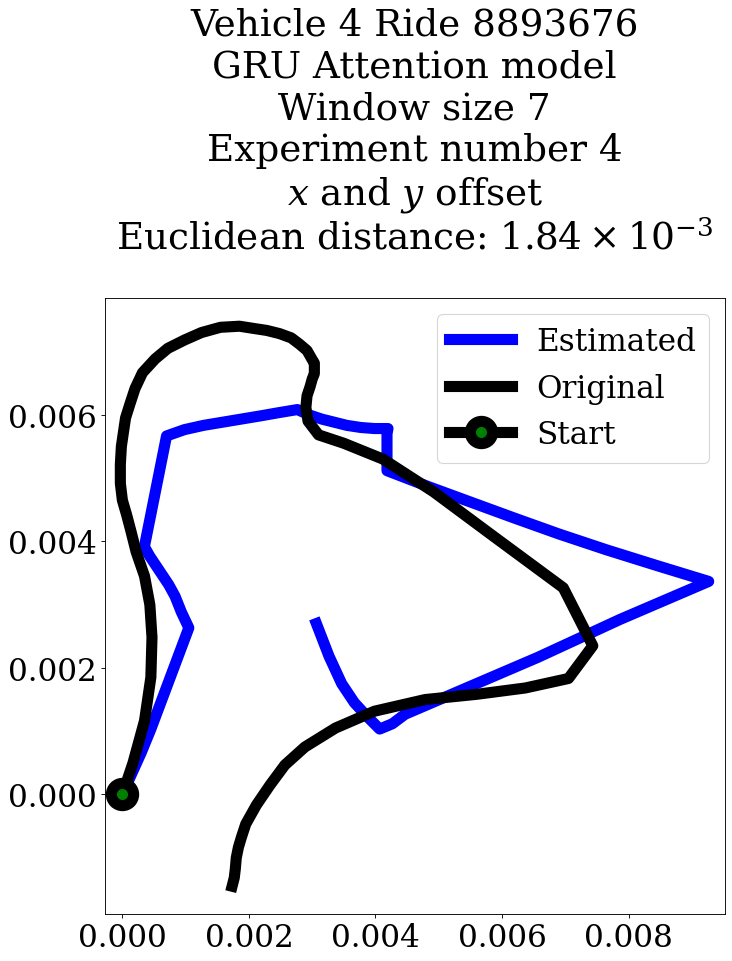 Vehicle 4 Ride 8893676
GRU Attention model
Window size 7
Experiment number 4
x and y offset
Euclidean distance: 1.84 × 10⁻³
Estimated
Original
Start
0.006
0.004
0.002
0.000
0.000 0.002 0.004 0.006 0.008